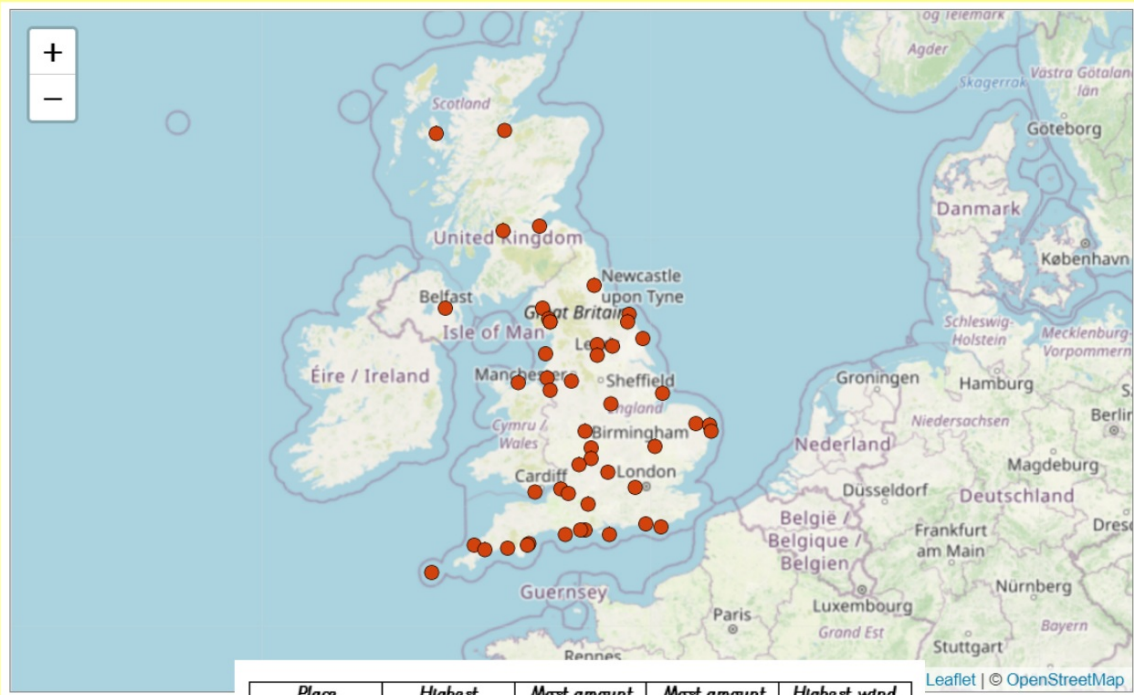 +
−
og Telemark
Agder
Skagerrak
Västra Götalan
län
Göteborg
Scotland
Danmark
København
United Kingdom
Newcastle
upon Tyne
Belfast
Great Britain
Isle of Man
Schleswig-
Holstein
Mecklenburg-
Vorpommern
Éire / Ireland
Manchester
Sheffield
Groningen
Hamburg
England
Niedersachsen
Berlin
Cymru /
Wales
Birmingham
Nederland
Magdeburg
Cardiff
London
Düsseldorf
Deutschland
België /
Belgique /
Belgien
Frankfurt
am Main
Dresd
Guernsey
Luxembourg
Nürnberg
Paris
Grand Est
Bayern
Stuttgart
Rennes
Leaflet | © OpenStreetMap
Place
Highest
Most amount
Most amount
Highest wind